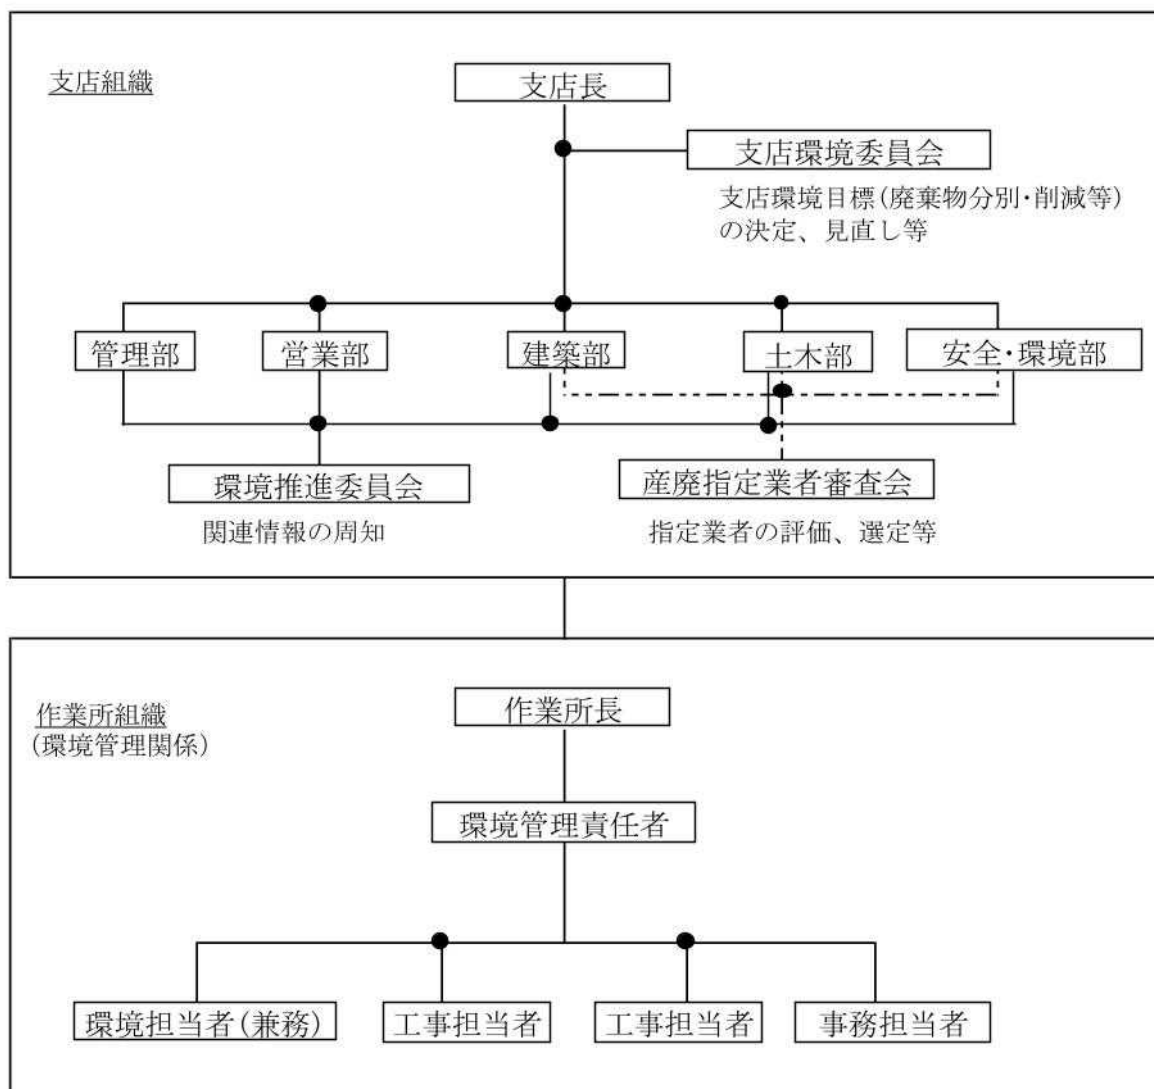 支店組織
支店長
支店環境委員会
支店環境目標(廃棄物分別・削減等)
の決定、見直し等
管理部
営業部
建築部
土木部
安全・環境部
環境推進委員会
産廃指定業者審査会
関連情報の周知
指定業者の評価、選定等
作業所組織
(環境管理関係)
作業所長
環境管理責任者
環境担当者(兼務)
工事担当者
工事担当者
事務担当者